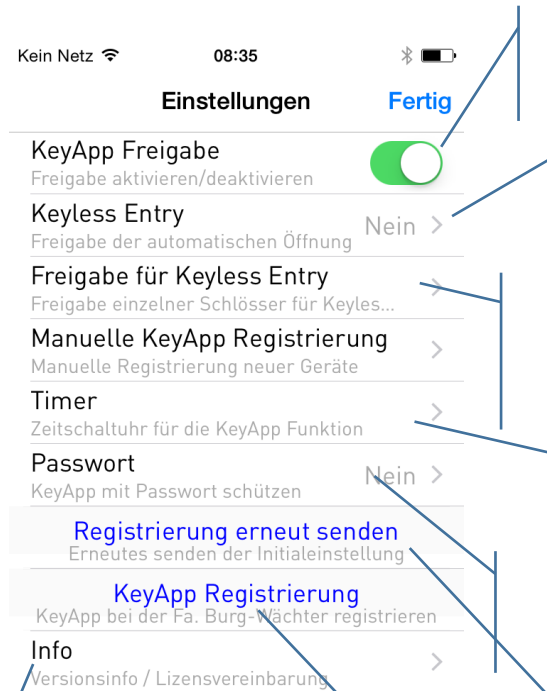 Kein Netz 08:35
Einstellungen Fertig
KeyApp Freigabe
Freigabe aktivieren/deaktivieren
Keyless Entry
Nein
Freigabe der automatischen Öffnung
Freigabe für Keyless Entry
Freigabe einzelner Schlösser für Keyles...
Manuelle KeyApp Registrierung
Manuelle Registrierung neuer Geräte
Timer
Zeitschaltuhr für die KeyApp Funktion
Passwort
Nein
KeyApp mit Passwort schützen
Registrierung erneut senden
Erneutes senden der Initialeinstellung
KeyApp Registrierung
KeyApp bei der Fa. Burg-Wächter registrieren
Info
Versionsinfo / Lizensvereinbarung